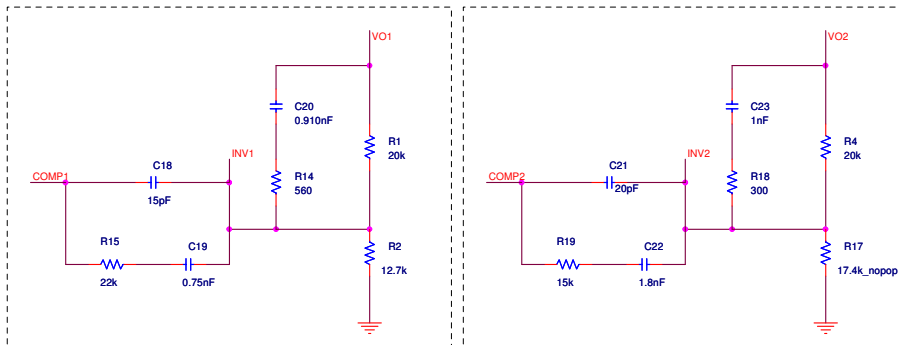 VO1
C20
0.910nF
R1
20k
INV1
C18
COMP1
R14
560
15pF
R15
C19
R2
12.7k
22k
0.75nF
VO2
C23
1nF
R4
20k
INV2
C21
COMP2
R18
300
20pF
R19
C22
R17
17.4k_nopop
15k
1.8nF